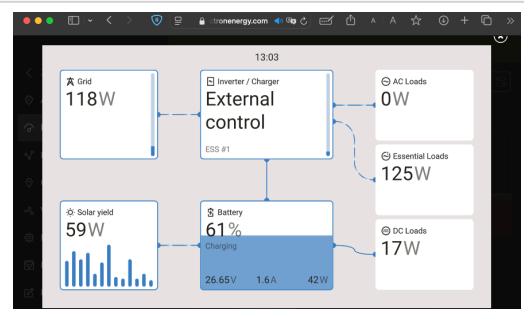 tronenergy.com
A A
13:03
Grid
118W
Inverter / Charger
External
control
ESS #1
AC Loads
0W
Essential Loads
125W
Solar yield
59W
Battery
61%
Charging
26.65V 1.6A 42W
DC Loads
17W